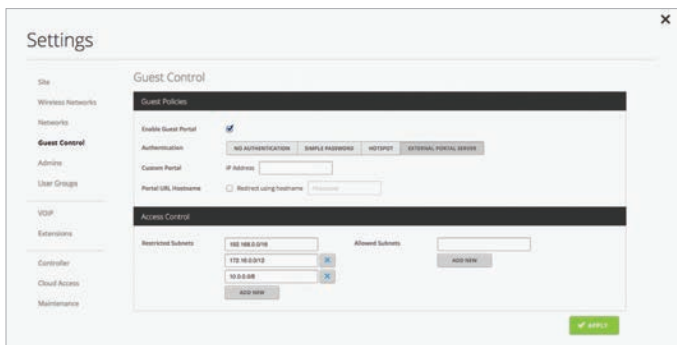 Settings
Site
Wireless Networks
Networks
Guest Control
Admins
User Groups
VOIP
Extensions
Controller
Cloud Access
Maintenance
Guest Control
Guest Policies
Enable Guest Portal
Authentication NO AUTHENTICATION SIMPLE PASSWORD HOTSPOT EXTERNAL PORTAL SERVER
Custom Portal IP Address
Portal URL Hostname Redirect using hostname Hostname
Access Control
Restricted Subnets 192.168.0.0/16 Allowed Subnets
172.16.0.0/12 ADD NEW
10.0.0.0/8
ADD NEW
APPLY